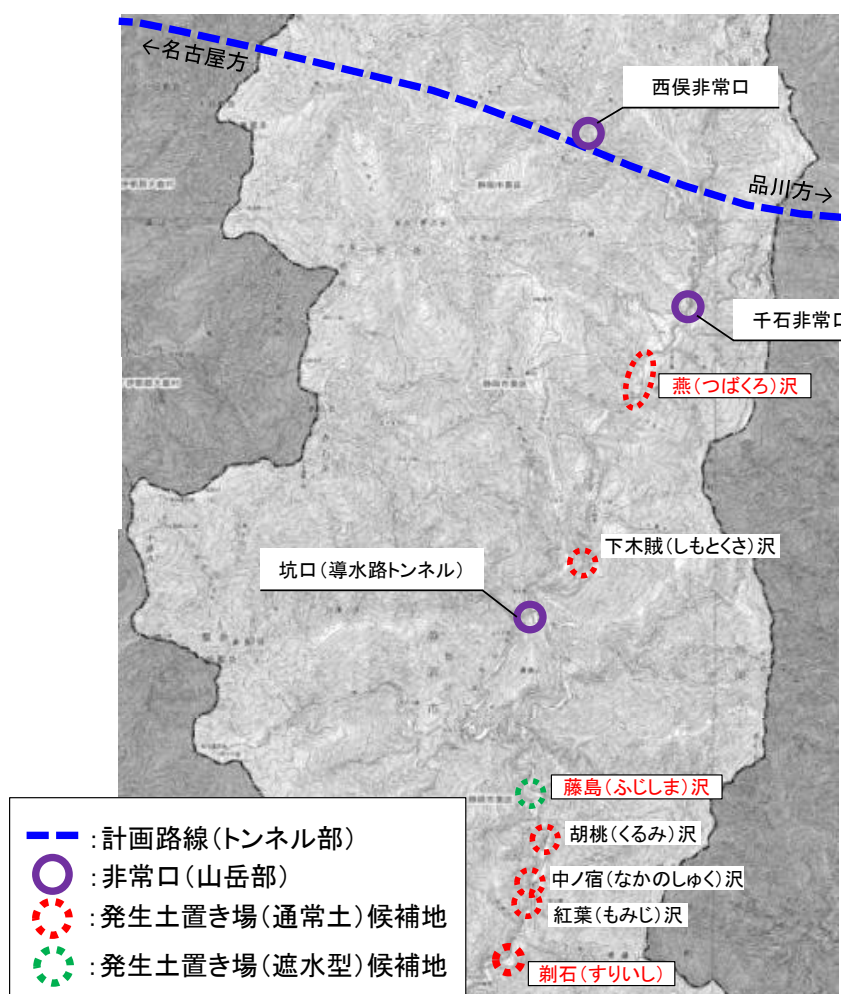 ←名古屋方
西俣非常口
品川方→
千石非常口
燕(つばくろ)沢
下木賊(しもとくさ)沢
坑口(導水路トンネル)
藤島(ふじしま)沢
胡桃(くるみ)沢
中ノ宿(なかのしゅく)沢
紅葉(もみじ)沢
剃石(すりいし)
:計画路線(トンネル部)
:非常口(山岳部)
:発生土置き場(通常土)候補地
:発生土置き場(遮水型)候補地